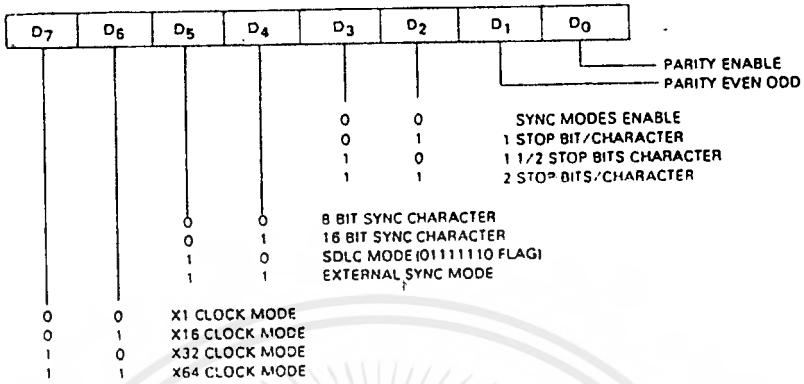 D7 D6 D5 D4 D3 D2 D1 D0
PARITY ENABLE
PARITY EVEN ODD
0 0 SYNC MODES ENABLE
0 1 1 STOP BIT/CHARACTER
1 0 1 1/2 STOP BITS CHARACTER
1 1 2 STOP BITS/CHARACTER
0 0 8 BIT SYNC CHARACTER
0 1 16 BIT SYNC CHARACTER
1 0 SDLC MODE (01111110 FLAG)
1 1 EXTERNAL SYNC MODE
0 0 X1 CLOCK MODE
0 1 X16 CLOCK MODE
1 0 X32 CLOCK MODE
1 1 X64 CLOCK MODE